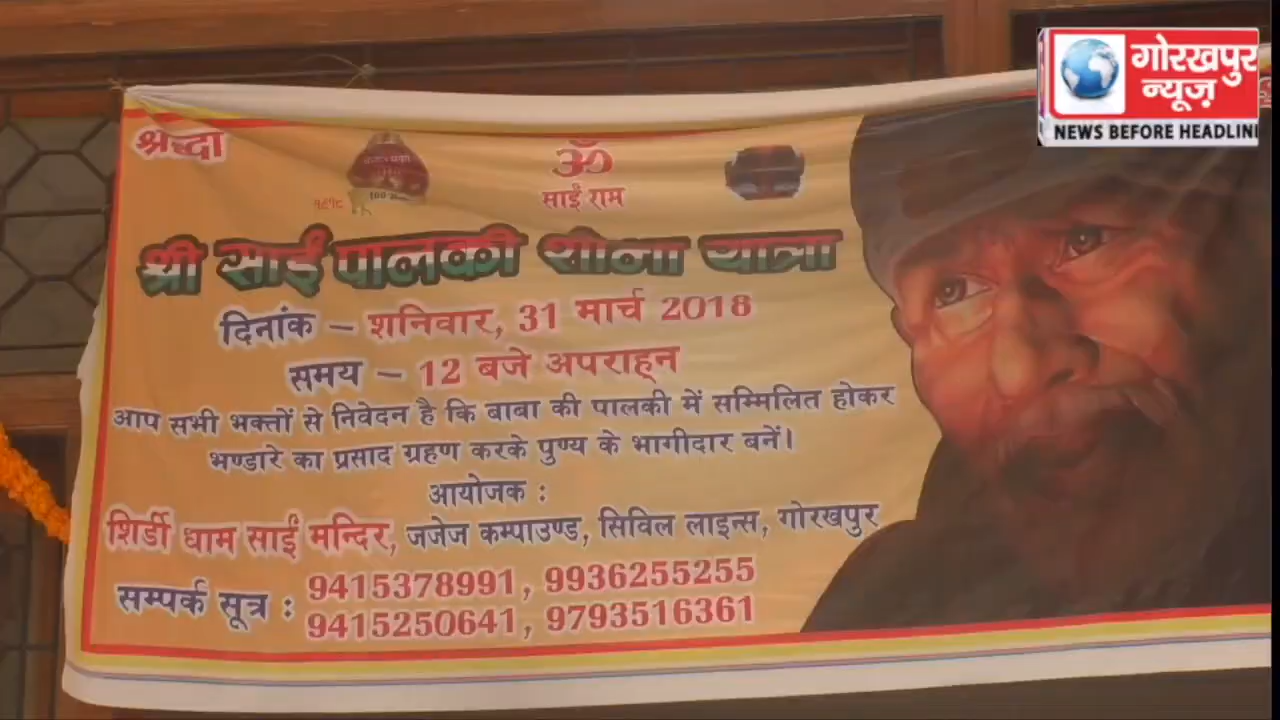 गोरखपुर
न्यूज़
NEWS BEFORE HEADLIN
श्रद्धा
ॐ
साईं राम
श्री साईं पालकी शोभा यात्रा
दिनांक – शनिवार, 31 मार्च 2018
समय – 12 बजे अपराह्न
आप सभी भक्तों से निवेदन है कि बाबा की पालकी में सम्मिलित होकर
भण्डारे का प्रसाद ग्रहण करके पुण्य के भागीदार बनें।
आयोजक :
शिर्डी धाम साईं मन्दिर, जजेज कम्पाउण्ड, सिविल लाइन्स, गोरखपुर
सम्पर्क सूत्र : 9415378991, 9936255255
9415250641, 9793516361